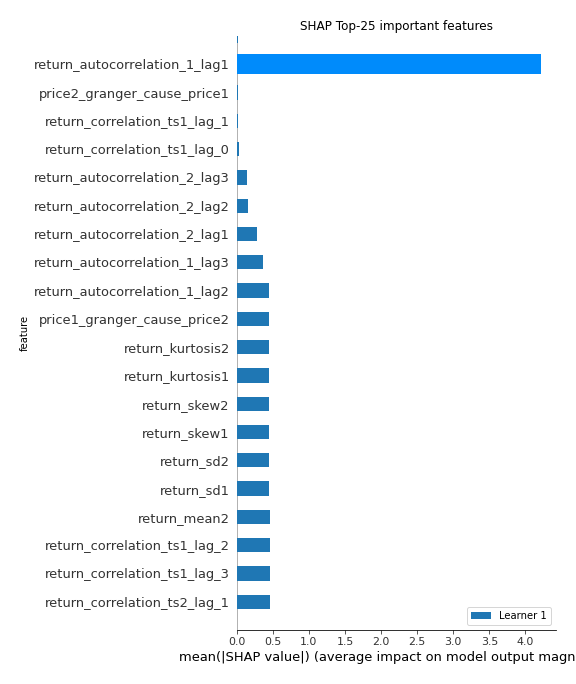 SHAP Top-25 important features
return_autocorrelation_1_lag1
price2_granger_cause_price1
return_correlation_ts1_lag_1
return_correlation_ts1_lag_0
return_autocorrelation_2_lag3
return_autocorrelation_2_lag2
return_autocorrelation_2_lag1
return_autocorrelation_1_lag3
return_autocorrelation_1_lag2
price1_granger_cause_price2
return_kurtosis2
return_kurtosis1
return_skew2
return_skew1
return_sd2
return_sd1
return_mean2
return_correlation_ts1_lag_2
return_correlation_ts1_lag_3
return_correlation_ts2_lag_1
feature
Learner 1
0.0 0.5 1.0 1.5 2.0 2.5 3.0 3.5 4.0
mean(|SHAP value|) (average impact on model output magn